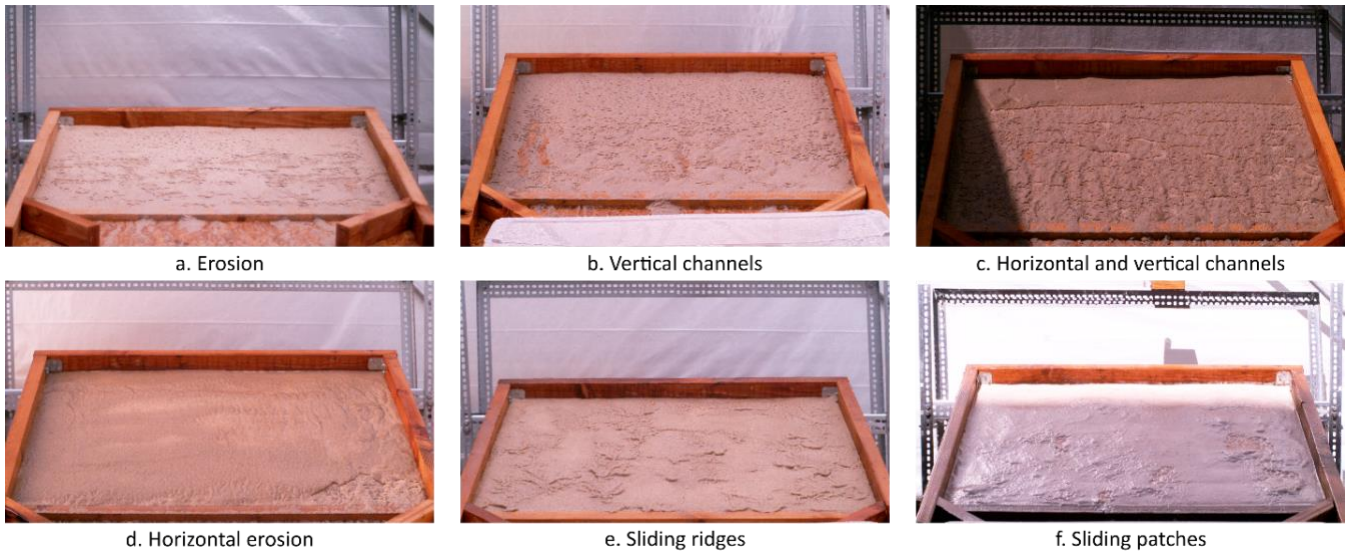 a. Erosion
b. Vertical channels
c. Horizontal and vertical channels
d. Horizontal erosion
e. Sliding ridges
f. Sliding patches